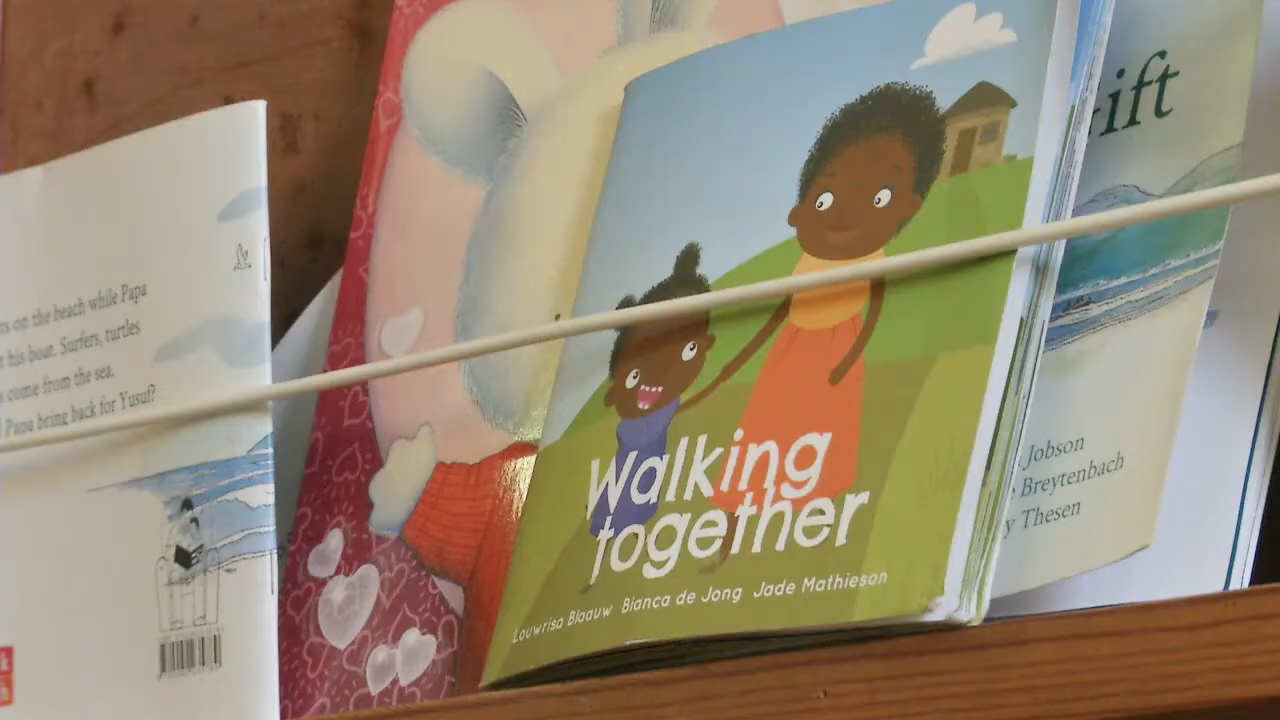 on the beach while Papa
his boat. Surfers, turtles
come from the sea.
Papa bring back for Yusuf?
Walking
together
Louwrisa Blaauw Bianca de Jong Jade Mathieson
Jobson
Breytenbach
Thesen